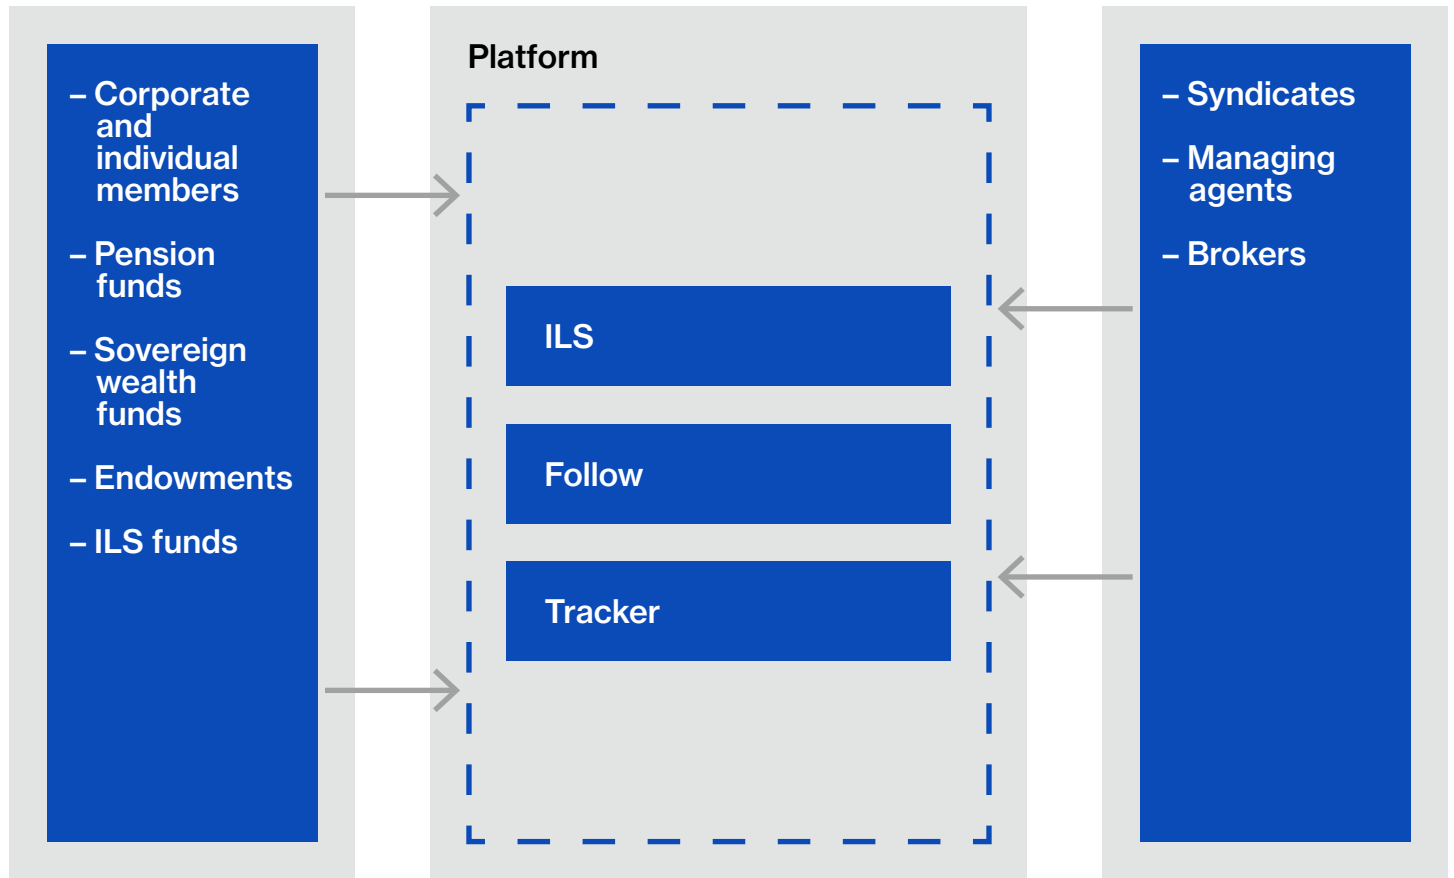 – Corporate
and
individual
members
– Pension
funds
– Sovereign
wealth
funds
– Endowments
– ILS funds
Platform
ILS
Follow
Tracker
– Syndicates
– Managing
agents
– Brokers